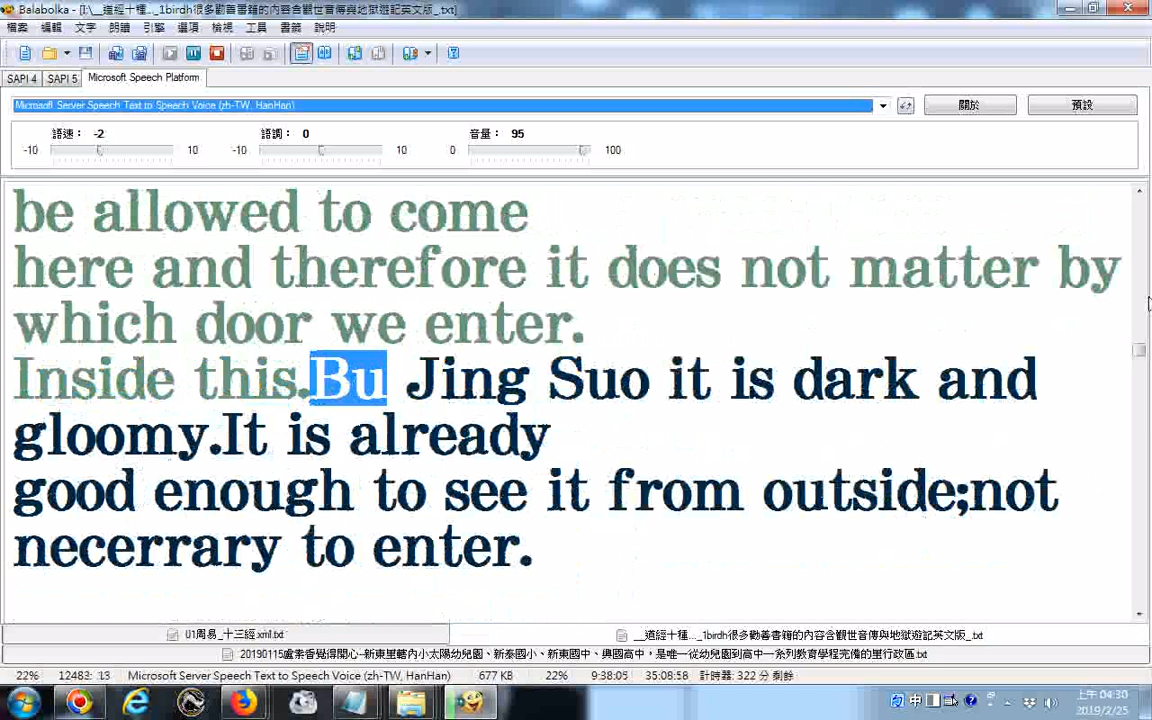 Balabolka - [I:\__道經十種..._1birdh很多勸善書籍的內容含觀世音傳與地獄遊記英文版_.txt]
檔案 編輯 文字 朗讀 引擎 選項 檢視 工具 書籤 說明
SAPI 4 SAPI 5 Microsoft Speech Platform
Microsoft Server Speech Text to Speech Voice (zh-TW, HanHan) 關於 預設
語速： -2 語調： 0 音量： 95
-10 10 -10 10 0 100
be allowed to come
here and therefore it does not matter by
which door we enter.
Inside this.Bu Jing Suo it is dark and
gloomy.It is already
good enough to see it from outside;not
necerrary to enter.
01周易_十三經.xml.txt __道經十種..._1birdh很多勸善書籍的內容含觀世音傳與地獄遊記英文版_.txt
20190115盧素香覺得開心-新東里轄內小太陽幼兒園、新泰國小、新東國中、興國高中，是唯一從幼兒園到高中一系列教育學程完備的里行政區.txt
22% 12482: 13 Microsoft Server Speech Text to Speech Voice (zh-TW, HanHan) 677 KB 22% 9:38:05 35:08:58 計時器: 322 分 剩餘
中 上午 04:30
2019/2/25